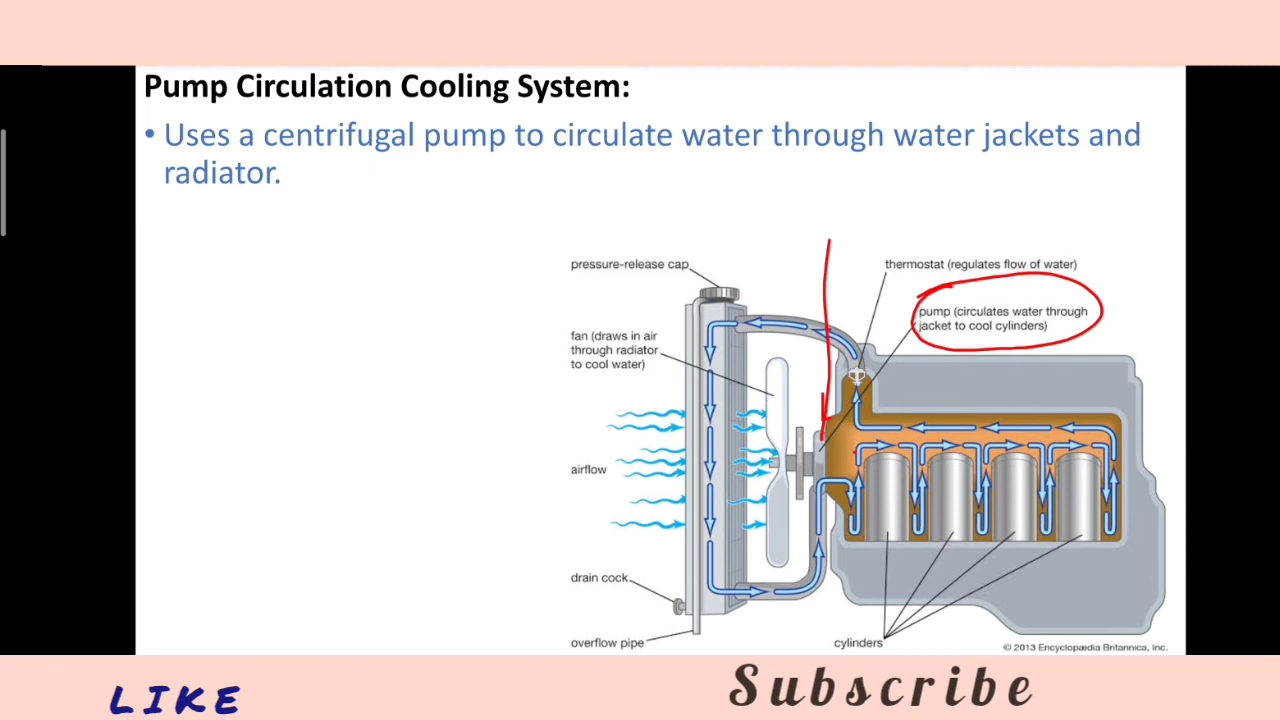 Pump Circulation Cooling System:
• Uses a centrifugal pump to circulate water through water jackets and
radiator.
pressure-release cap
thermostat (regulates flow of water)
pump (circulates water through
jacket to cool cylinders)
fan (draws in air
through radiator
to cool water)
airflow
drain cock
overflow pipe
cylinders
© 2013 Encyclopædia Britannica, Inc.
LIKE
Subscribe